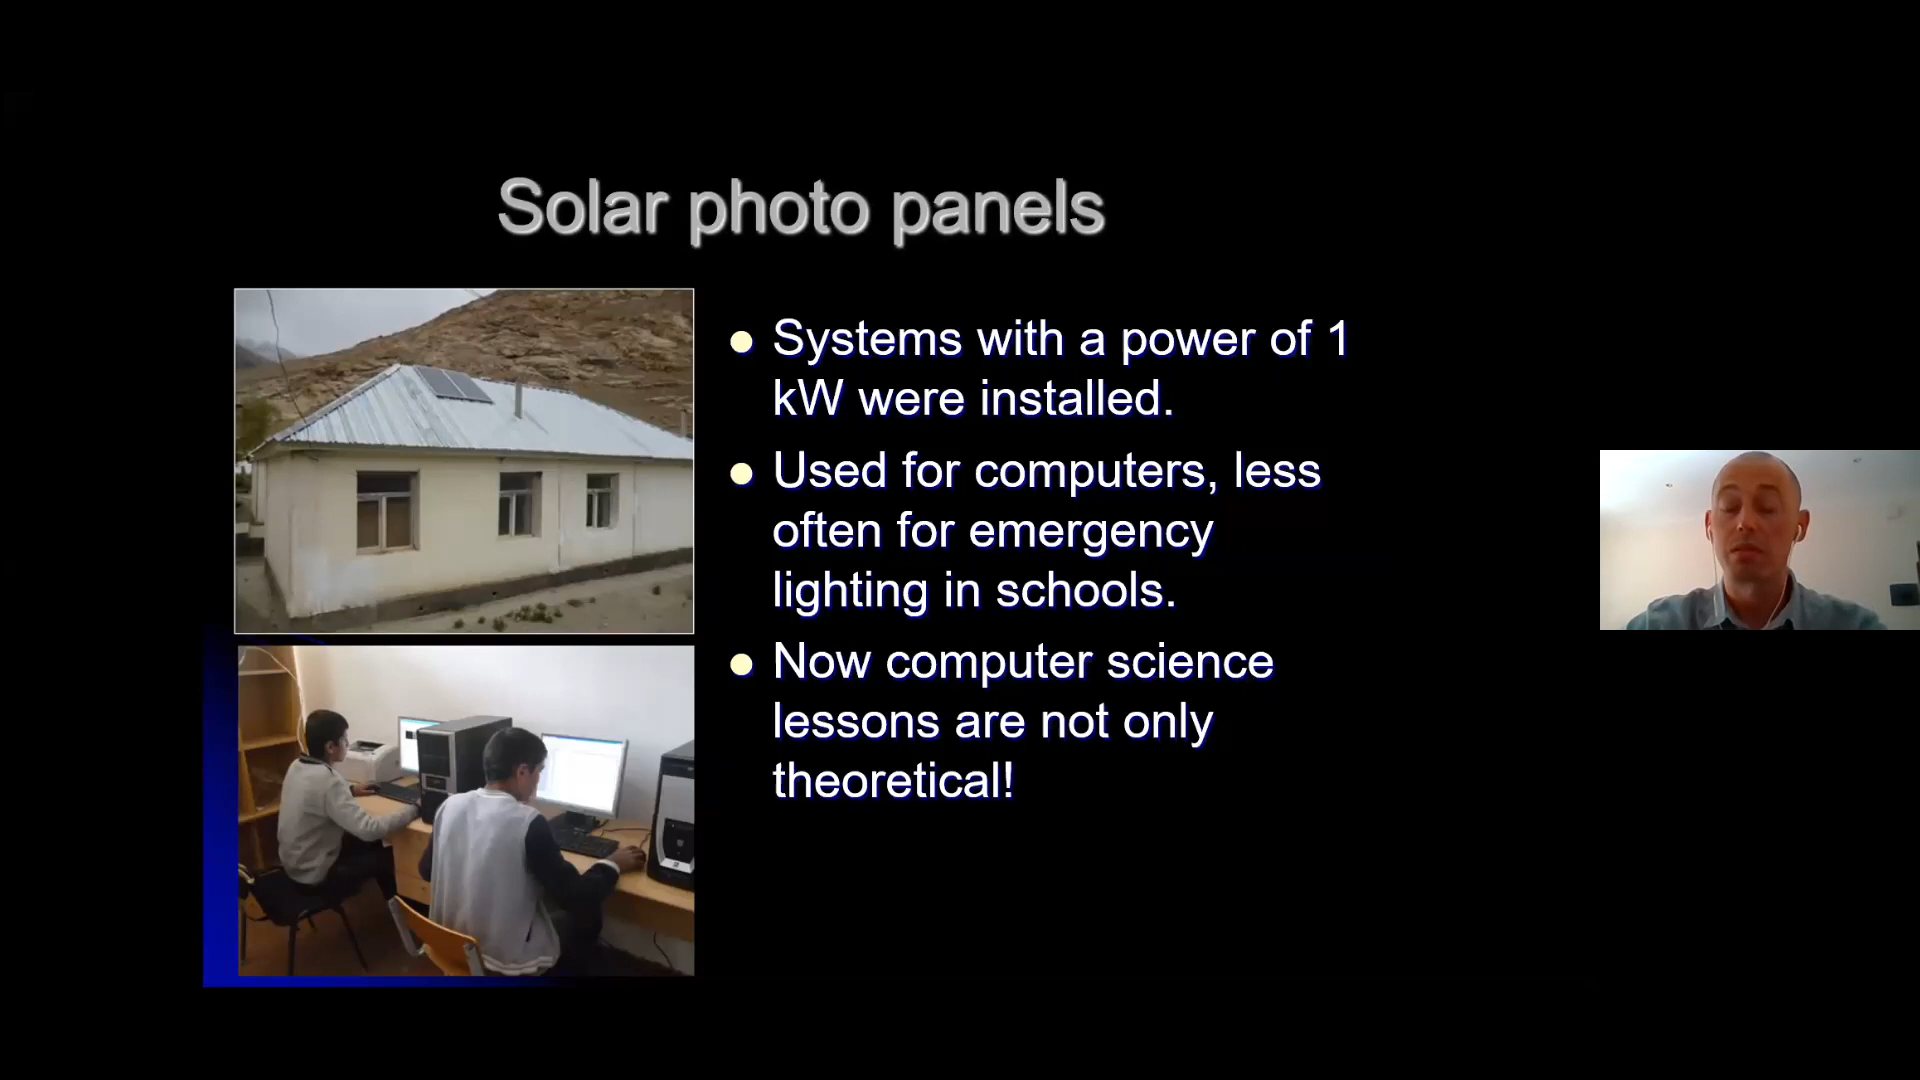 Solar photo panels
● Systems with a power of 1
kW were installed.
● Used for computers, less
often for emergency
lighting in schools.
● Now computer science
lessons are not only
theoretical!